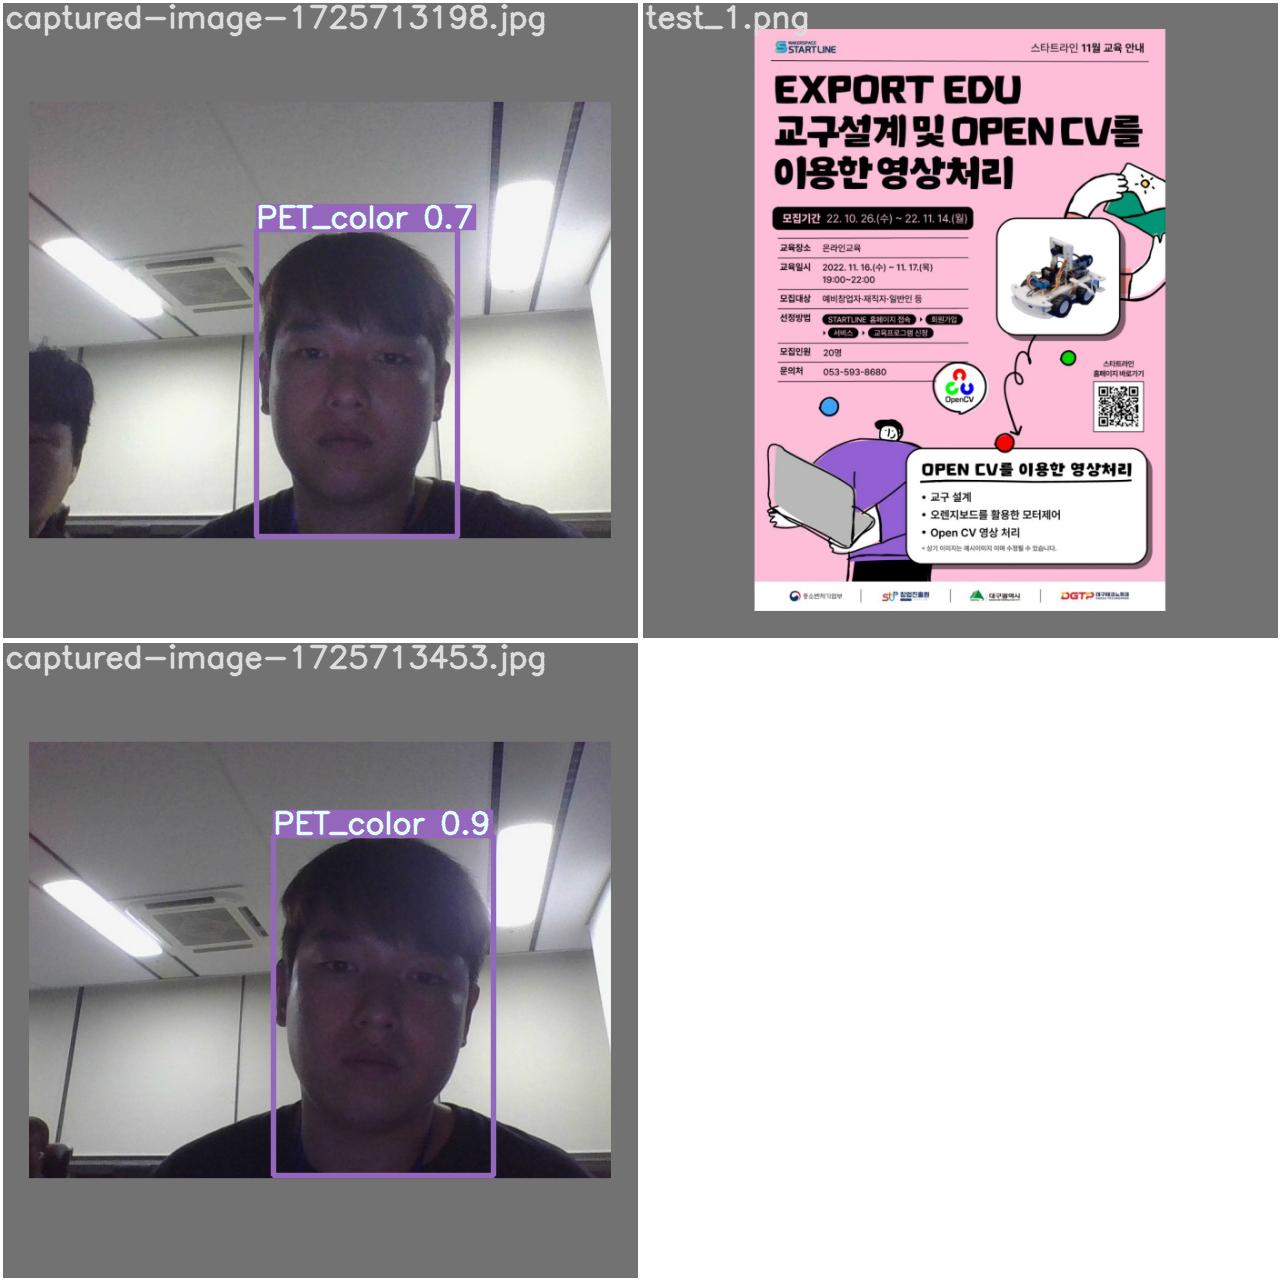 captured-image-1725713198.jpg
PET_color 0.7
test_1.png
MAKERSPACE
STARTLINE
스타트라인 11월 교육 안내
EXPORT EDU
교구설계 및 OPEN CV를
이용한 영상처리
모집기간 22. 10. 26.(수) ~ 22. 11. 14.(월)
교육장소 온라인교육
교육일시 2022. 11. 16.(수) ~ 11. 17.(목)
19:00~22:00
모집대상 예비창업자·재직자·일반인 등
선정방법 STARTLINE 홈페이지 접속 회원가입
서비스 교육프로그램 신청
모집인원 20명
문의처 053-593-8680
OpenCV
스타트라인
홈페이지 바로가기
OPEN CV를 이용한 영상처리
• 교구 설계
• 오렌지보드를 활용한 모터제어
• Open CV 영상 처리
* 상기 이미지는 예시이미지 이며 수정될 수 있습니다.
중소벤처기업부 창업진흥원 대구광역시 DGTP 대구테크노파크
captured-image-1725713453.jpg
PET_color 0.9